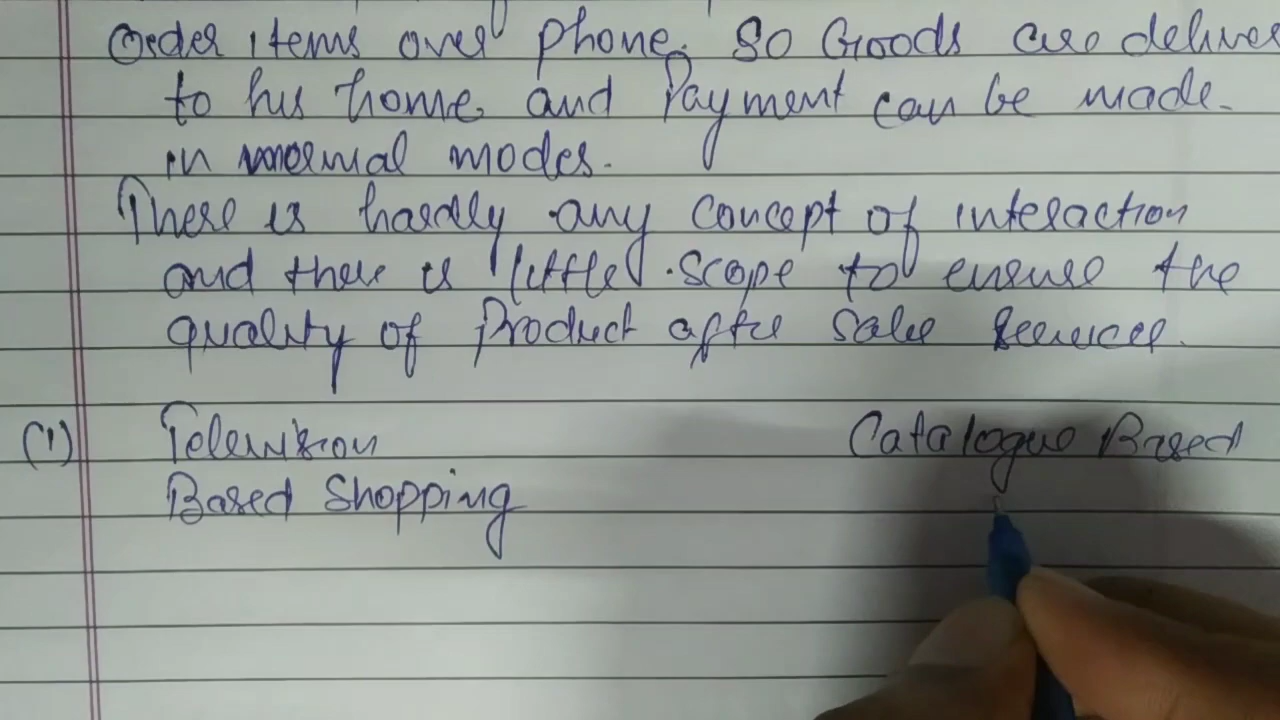 Order items over phone. So Goods are deliver
to his home and Payment can be made
in normal modes.
There is hardly any concept of interaction
and there is little scope to ensure the
quality of Product after sale services.
(1) Television Catalogue Based
Based Shopping